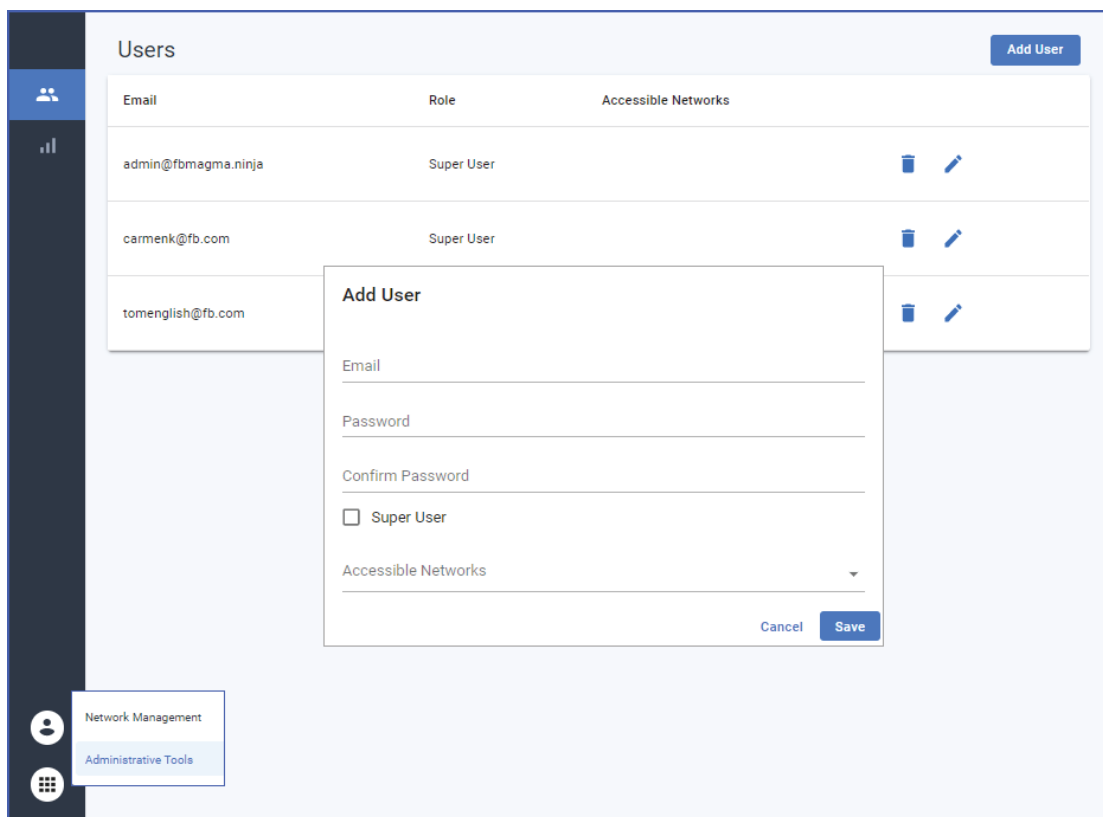 Users
Add User
Email Role Accessible Networks
admin@fbmagma.ninja Super User
carmenk@fb.com Super User
tomenglish@fb.com
Add User
Email
Password
Confirm Password
Super User
Accessible Networks
Cancel Save
Network Management
Administrative Tools